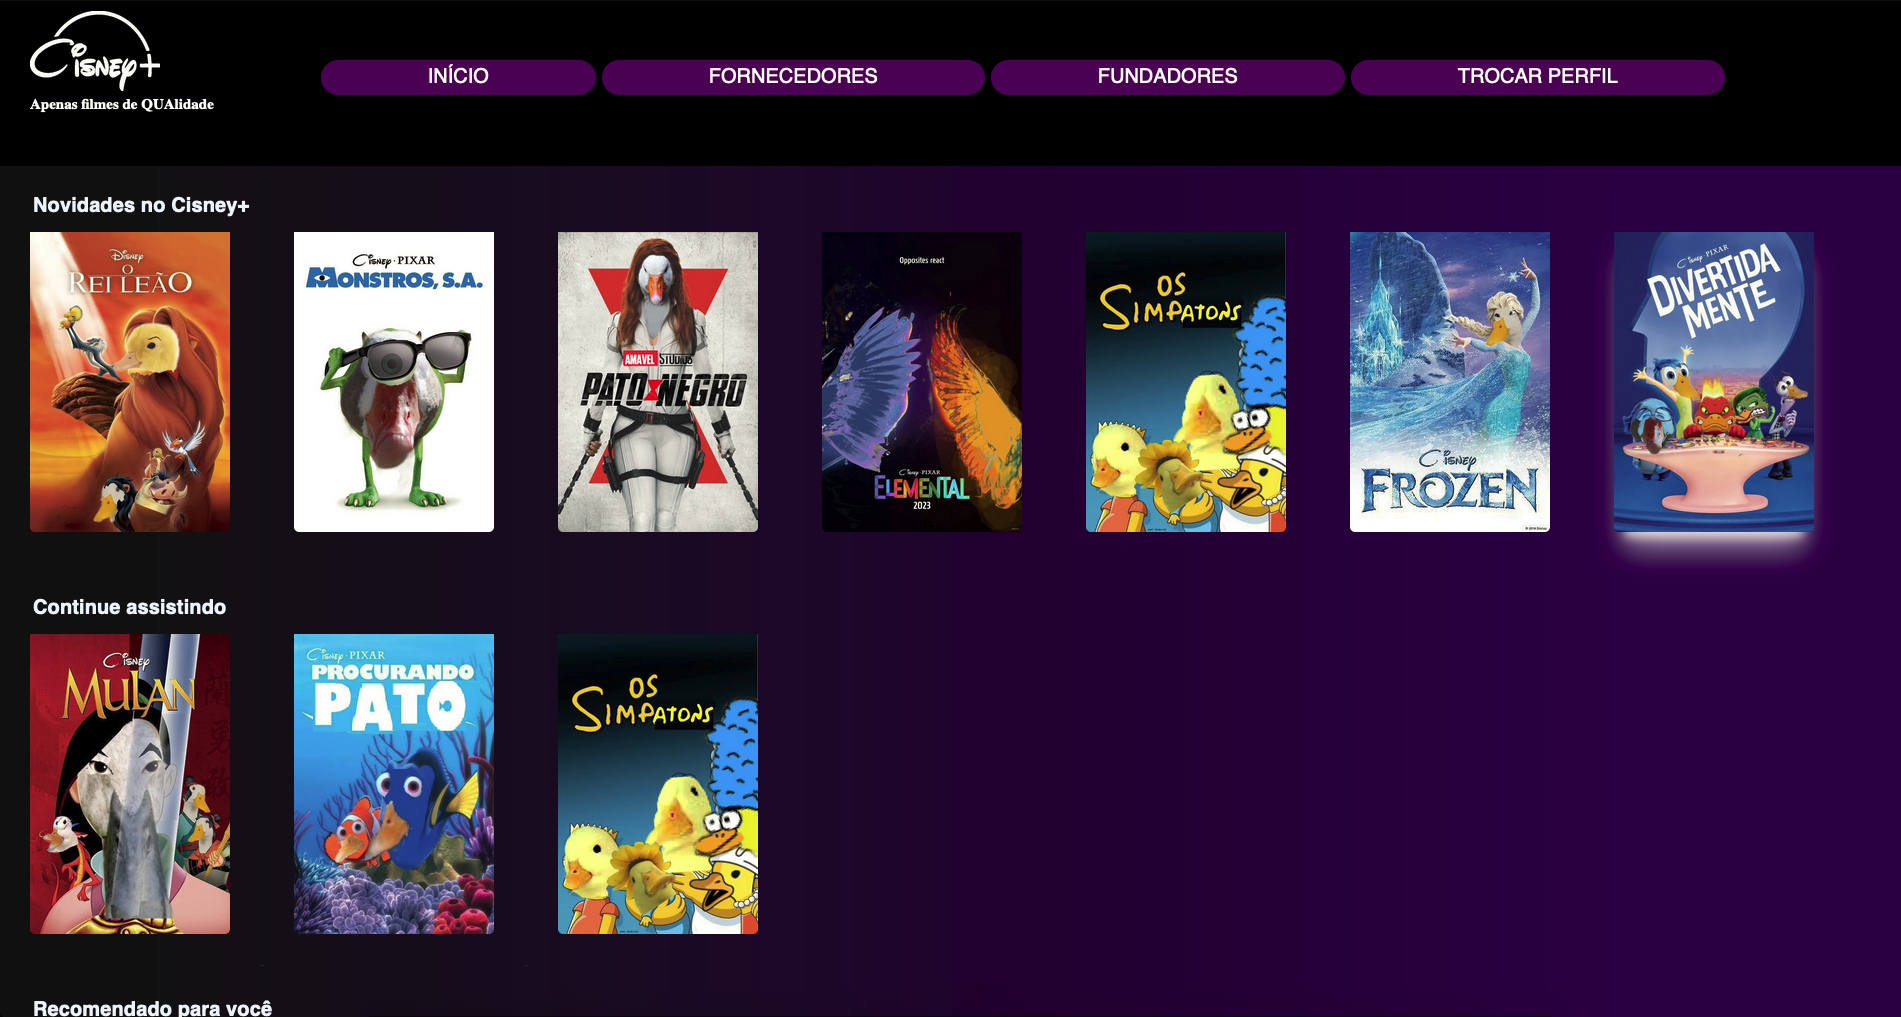 Cisney+
Apenas filmes de QUAlidade
INÍCIO
FORNECEDORES
FUNDADORES
TROCAR PERFIL
Novidades no Cisney+
Disney
O
REI LEÃO
Cisney · PIXAR
MONSTROS, S.A.
AMAVEL STUDIOS
PATO NEGRO
Opposites react
Cisney · PIXAR
ELEMENTAL
2023
OS
SIMPATONS
CISNEY
FROZEN
Cisney · PIXAR
DIVERTIDA
MENTE
Continue assistindo
CISNEY
MULAN
Cisney · PIXAR
PROCURANDO
PATO
OS
SIMPATONS
Recomendado para você